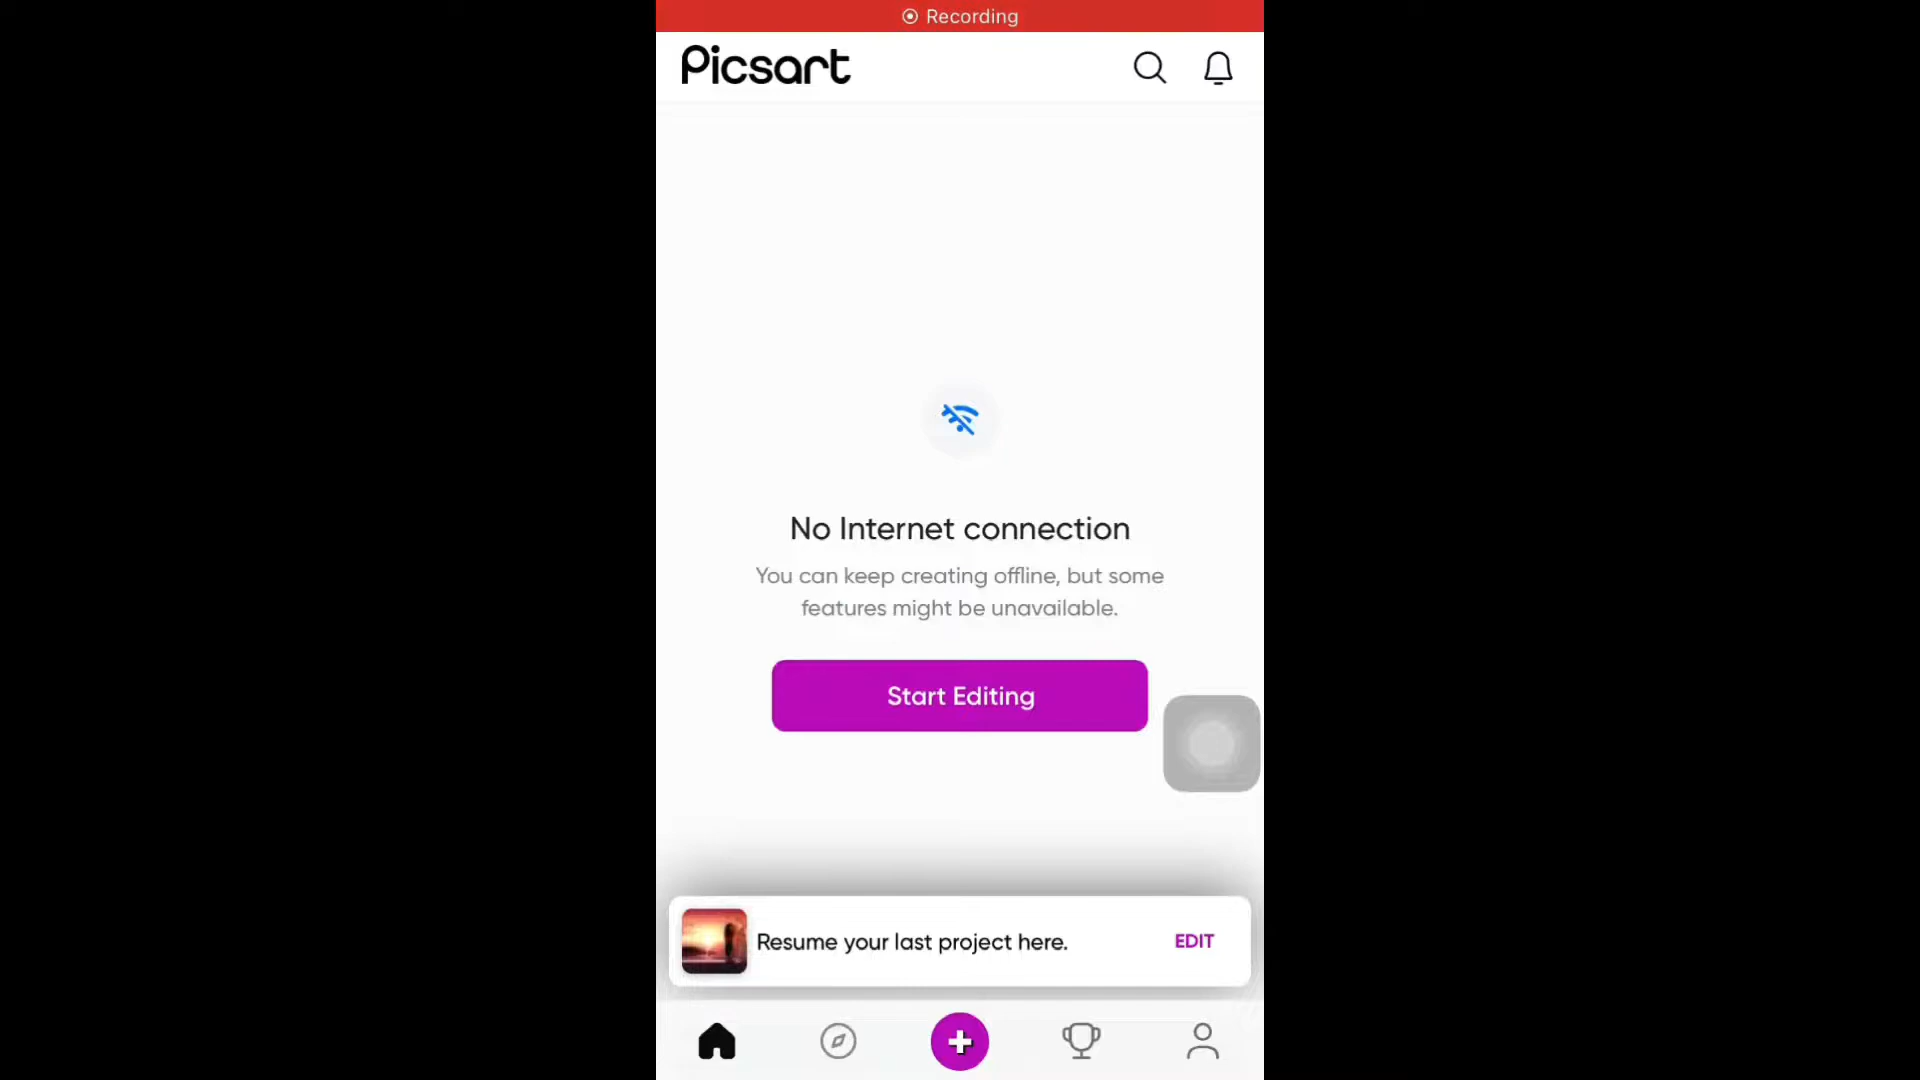 Recording
Picsart
No Internet connection
You can keep creating offline, but some
features might be unavailable.
Start Editing
Resume your last project here.
EDIT